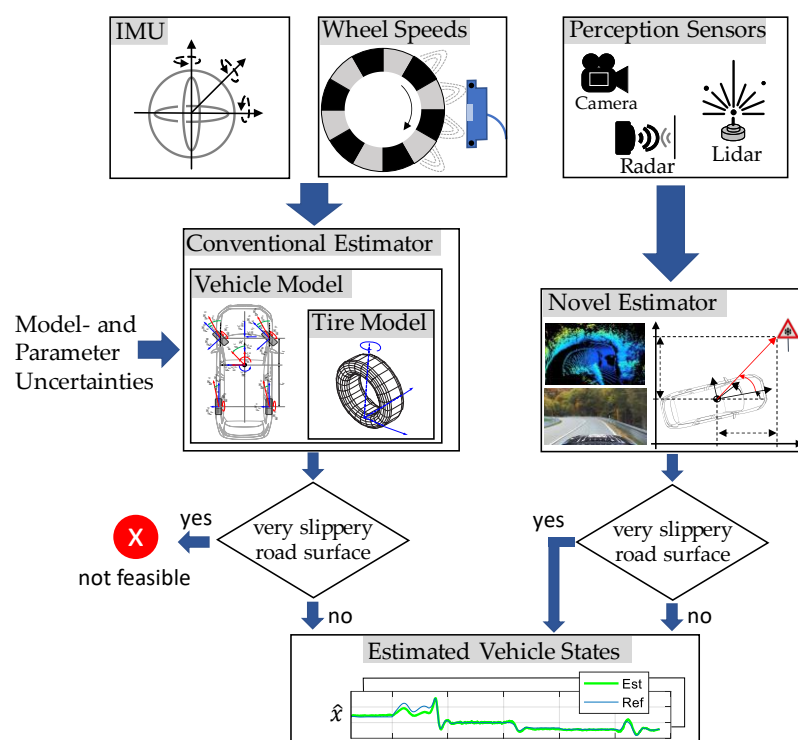 IMU
Wheel Speeds
Perception Sensors
Camera
Radar
Lidar
Conventional Estimator
Vehicle Model
Tire Model
Model- and
Parameter
Uncertainties
Novel Estimator
yes
very slippery
road surface
X
not feasible
no
yes
very slippery
road surface
no
Estimated Vehicle States
Est
Ref
x̂